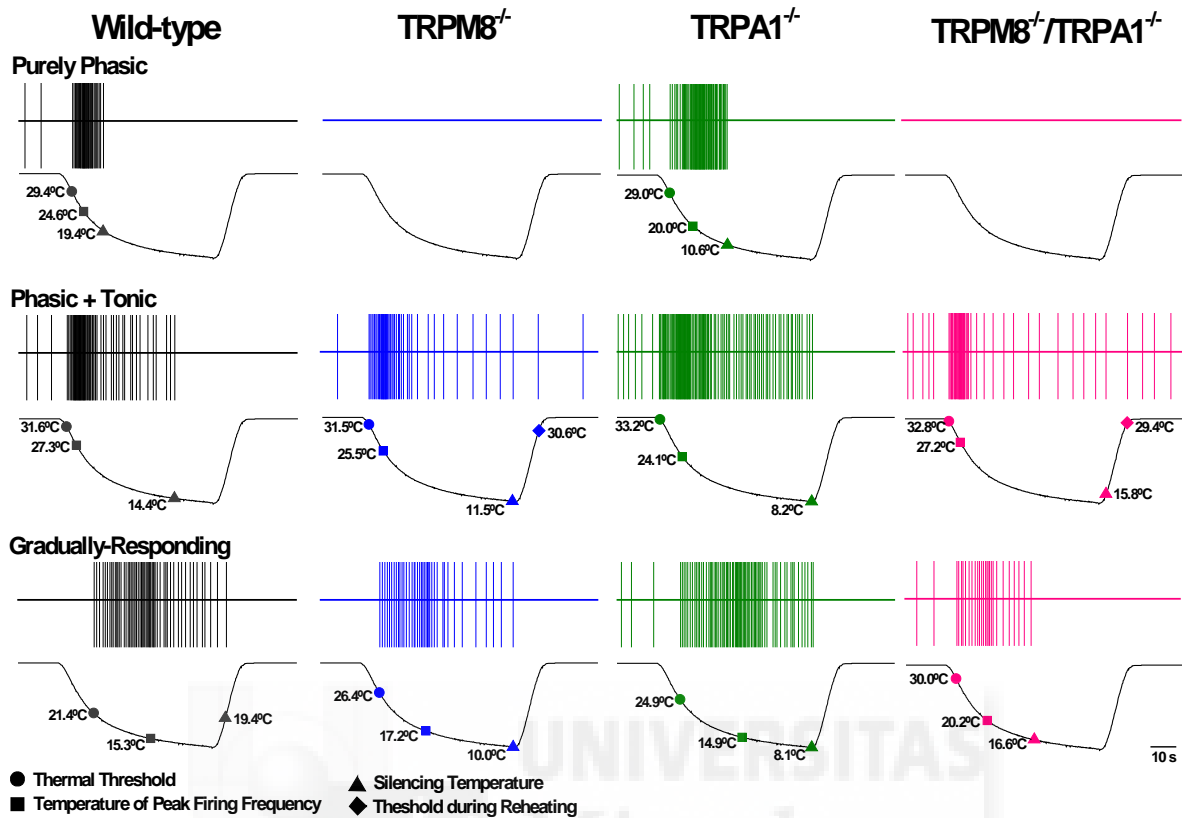 Wild-type TRPM8-/- TRPA1-/- TRPM8-/-/TRPA1-/-
Purely Phasic
29.4ºC
24.6ºC
19.4ºC
29.0ºC
20.0ºC
10.6ºC
Phasic + Tonic
31.6ºC
27.3ºC
14.4ºC
31.5ºC
25.5ºC
11.5ºC
30.6ºC
33.2ºC
24.1ºC
8.2ºC
32.8ºC
27.2ºC
15.8ºC
29.4ºC
Gradually-Responding
21.4ºC
15.3ºC
19.4ºC
26.4ºC
17.2ºC
10.0ºC
24.9ºC
14.9ºC
8.1ºC
30.0ºC
20.2ºC
16.6ºC
10 s
UNIVERSITAS
Thermal Threshold
Temperature of Peak Firing Frequency
Silencing Temperature
Theshold during Reheating